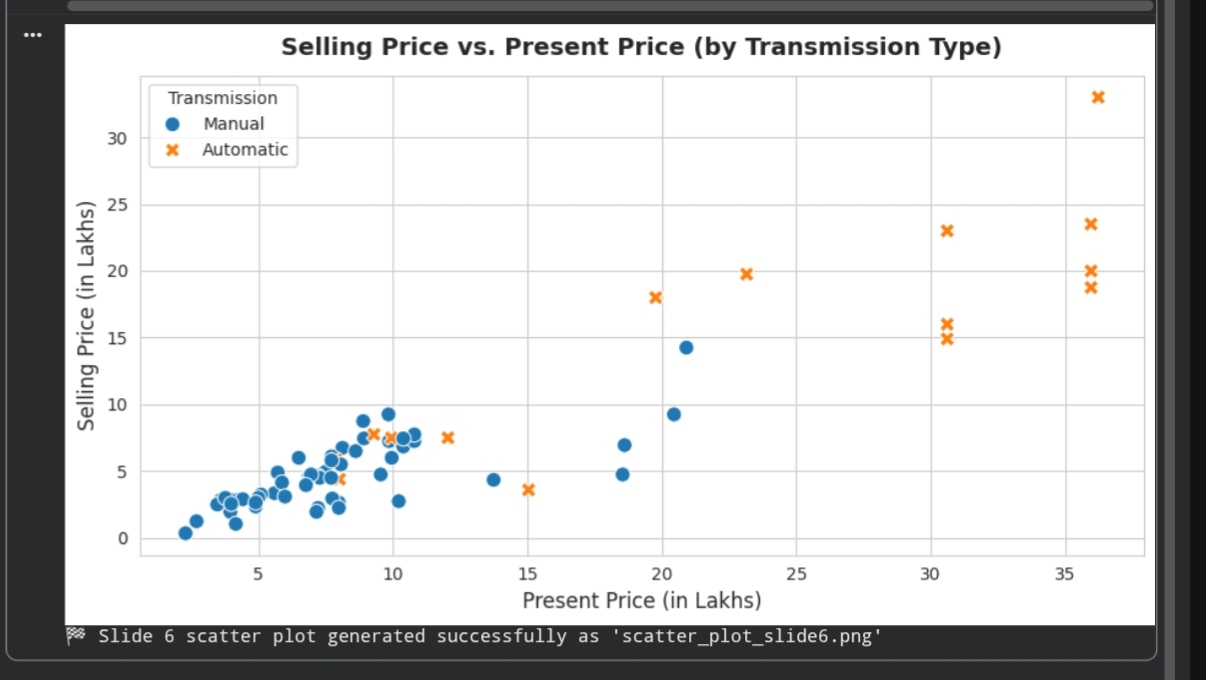 ...
Selling Price vs. Present Price (by Transmission Type)
Transmission
Manual
Automatic
Selling Price (in Lakhs)
30
25
20
15
10
5
0
5 10 15 20 25 30 35
Present Price (in Lakhs)
🏁 Slide 6 scatter plot generated successfully as 'scatter_plot_slide6.png'